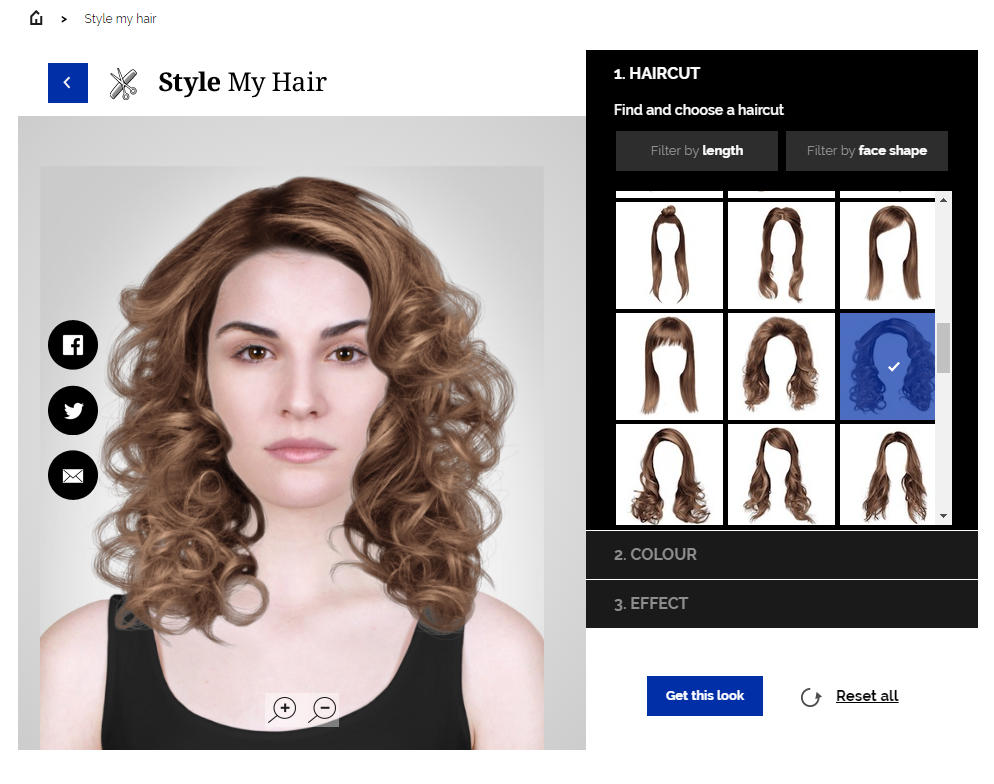 Style my hair
Style My Hair
1. HAIRCUT
Find and choose a haircut
Filter by length
Filter by face shape
2. COLOUR
3. EFFECT
Get this look
Reset all